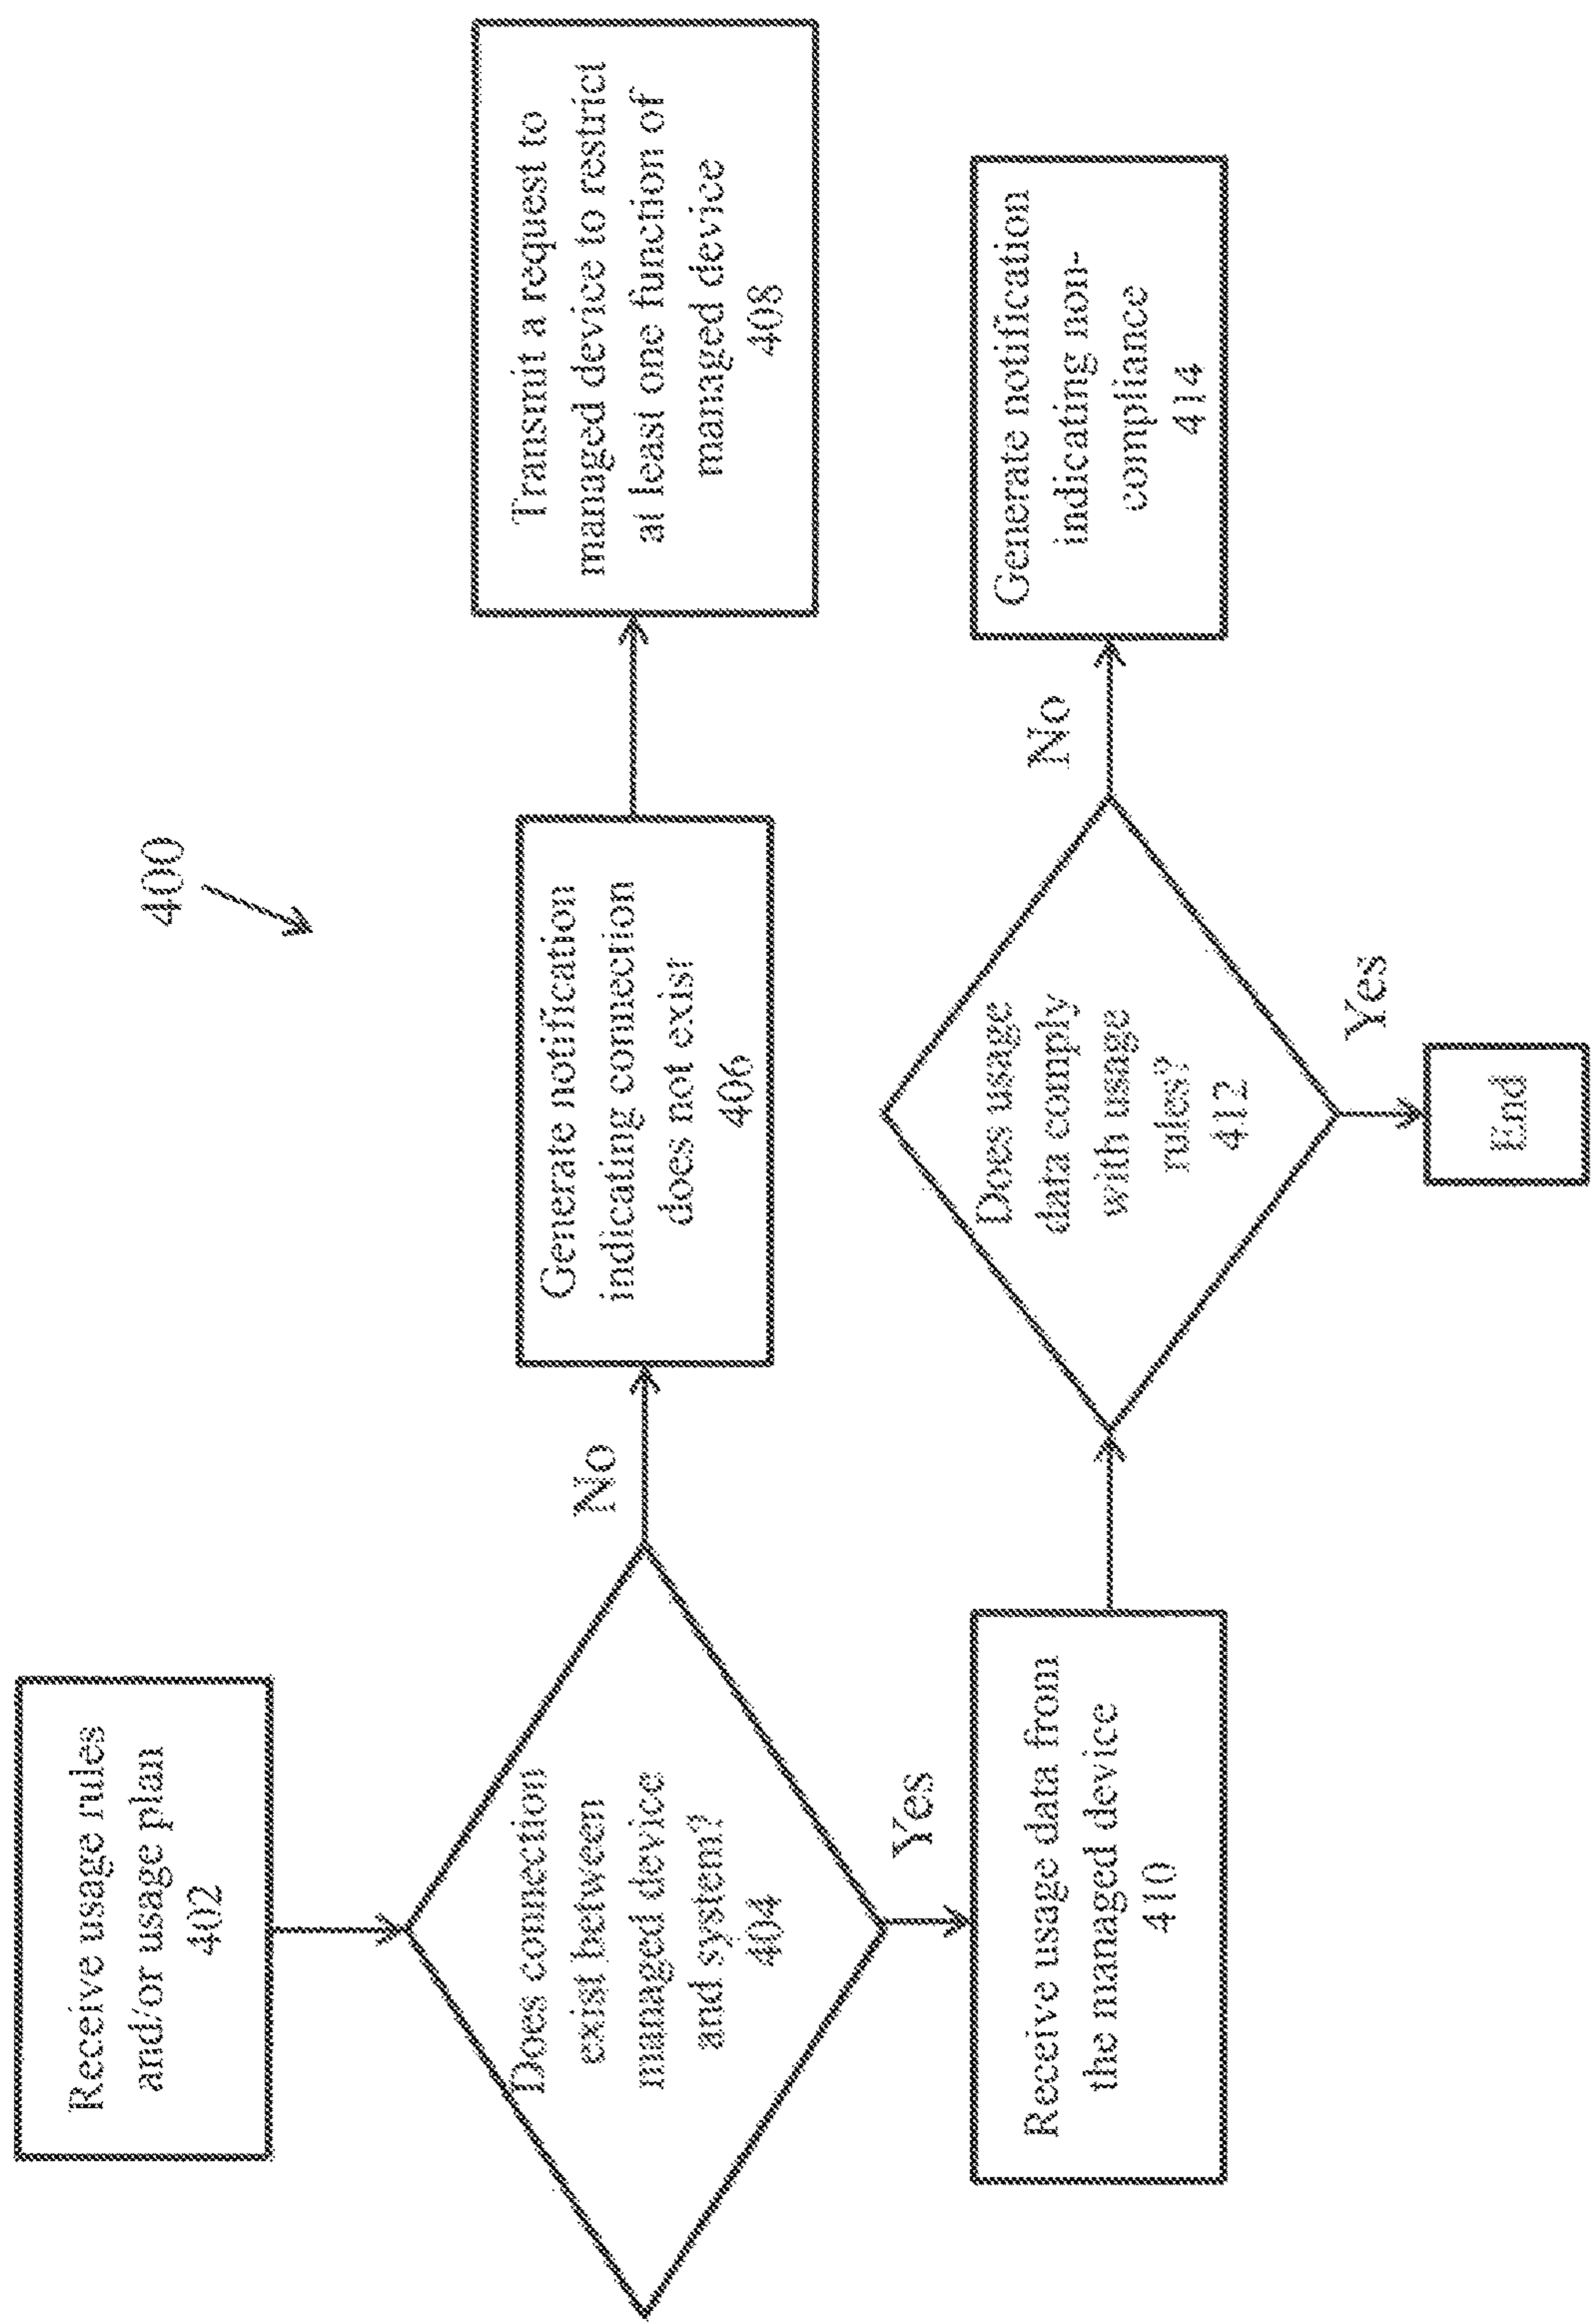 400
Receive usage rules
and/or usage plan
402
Does connection
exist between
managed device
and system?
404
No
Generate notification
indicating connection
does not exist
406
Transmit a request to
managed device to restrict
at least one function of
managed device
408
Yes
Receive usage data from
the managed device
410
Does usage
data comply
with usage
rules?
412
No
Generate notification
indicating non-
compliance
414
Yes
End